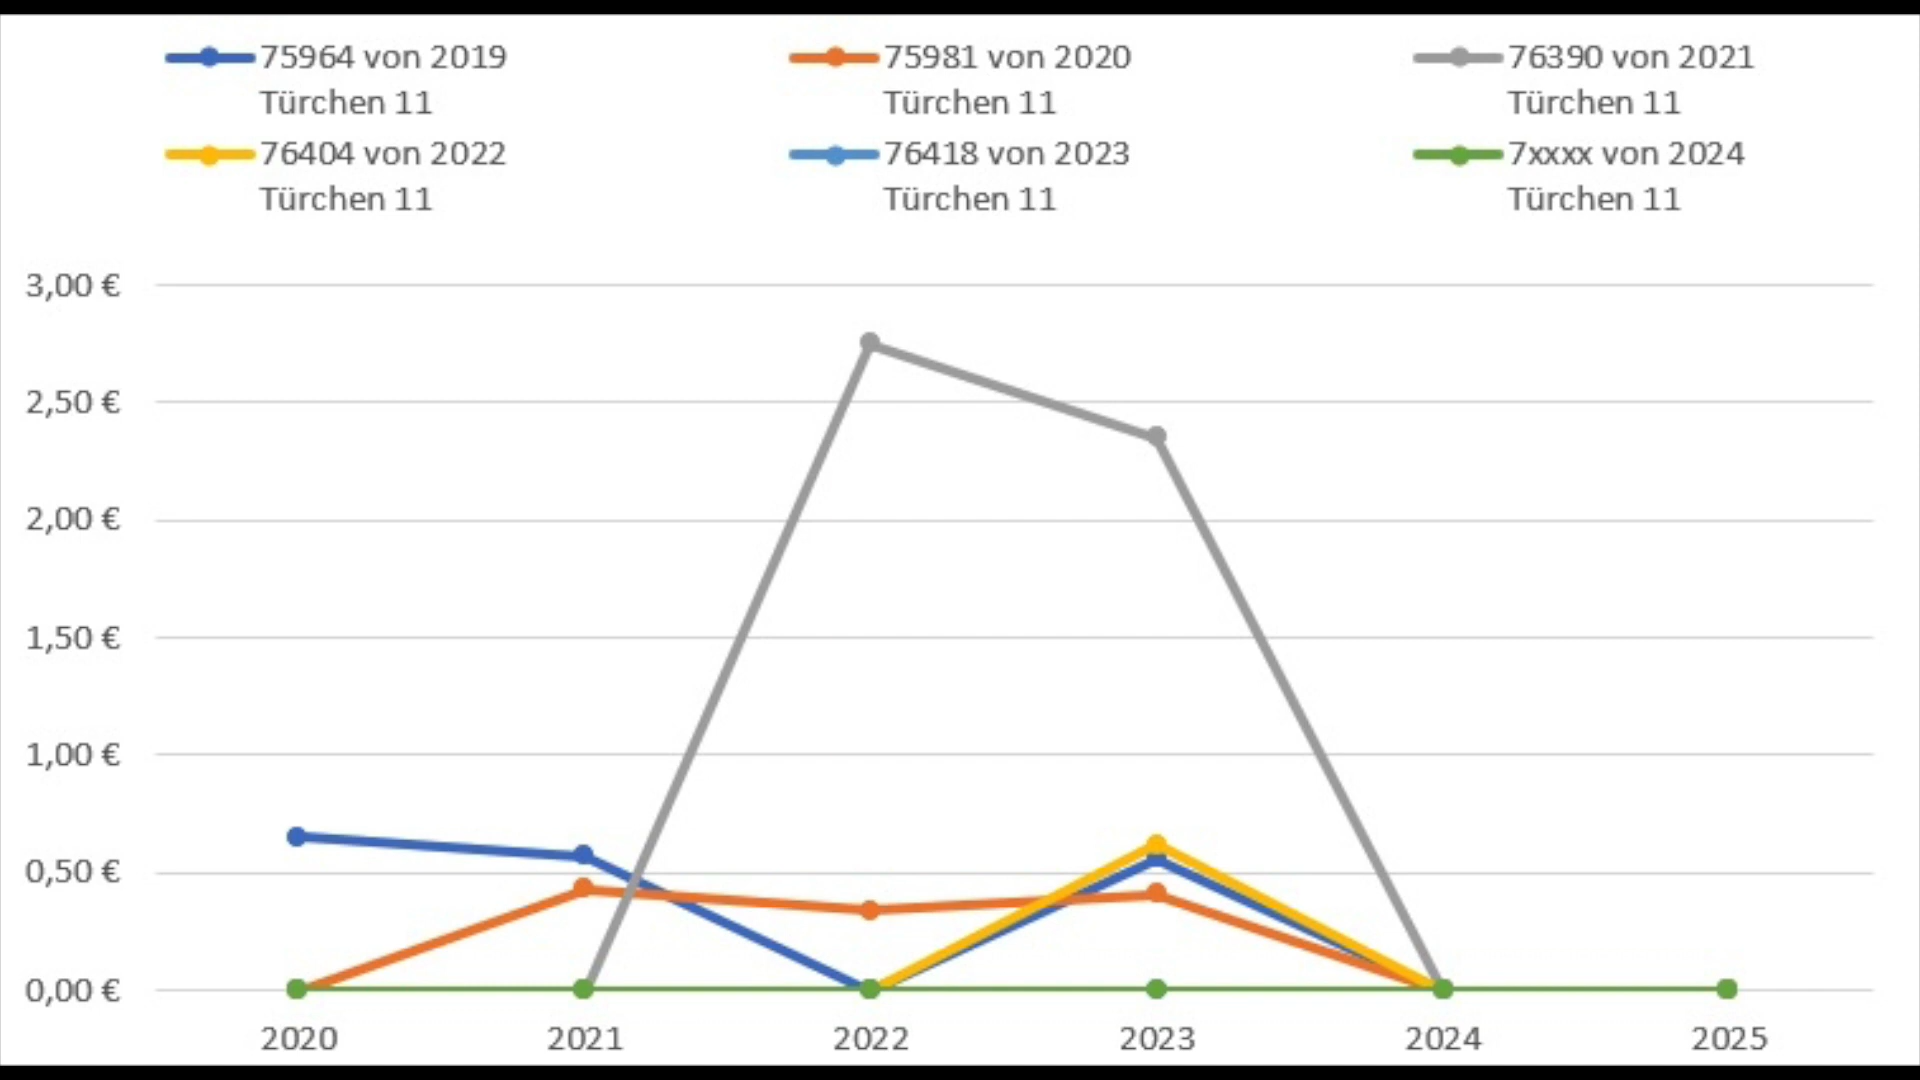 75964 von 2019 75981 von 2020 76390 von 2021
Türchen 11 Türchen 11 Türchen 11
76404 von 2022 76418 von 2023 7xxxx von 2024
Türchen 11 Türchen 11 Türchen 11
3,00 €
2,50 €
2,00 €
1,50 €
1,00 €
0,50 €
0,00 €
2020 2021 2022 2023 2024 2025